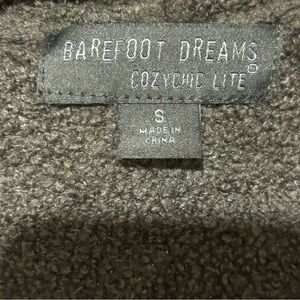 BAREFOOT DREAMS
COZYCHIC LITE®
S
MADE IN
CHINA